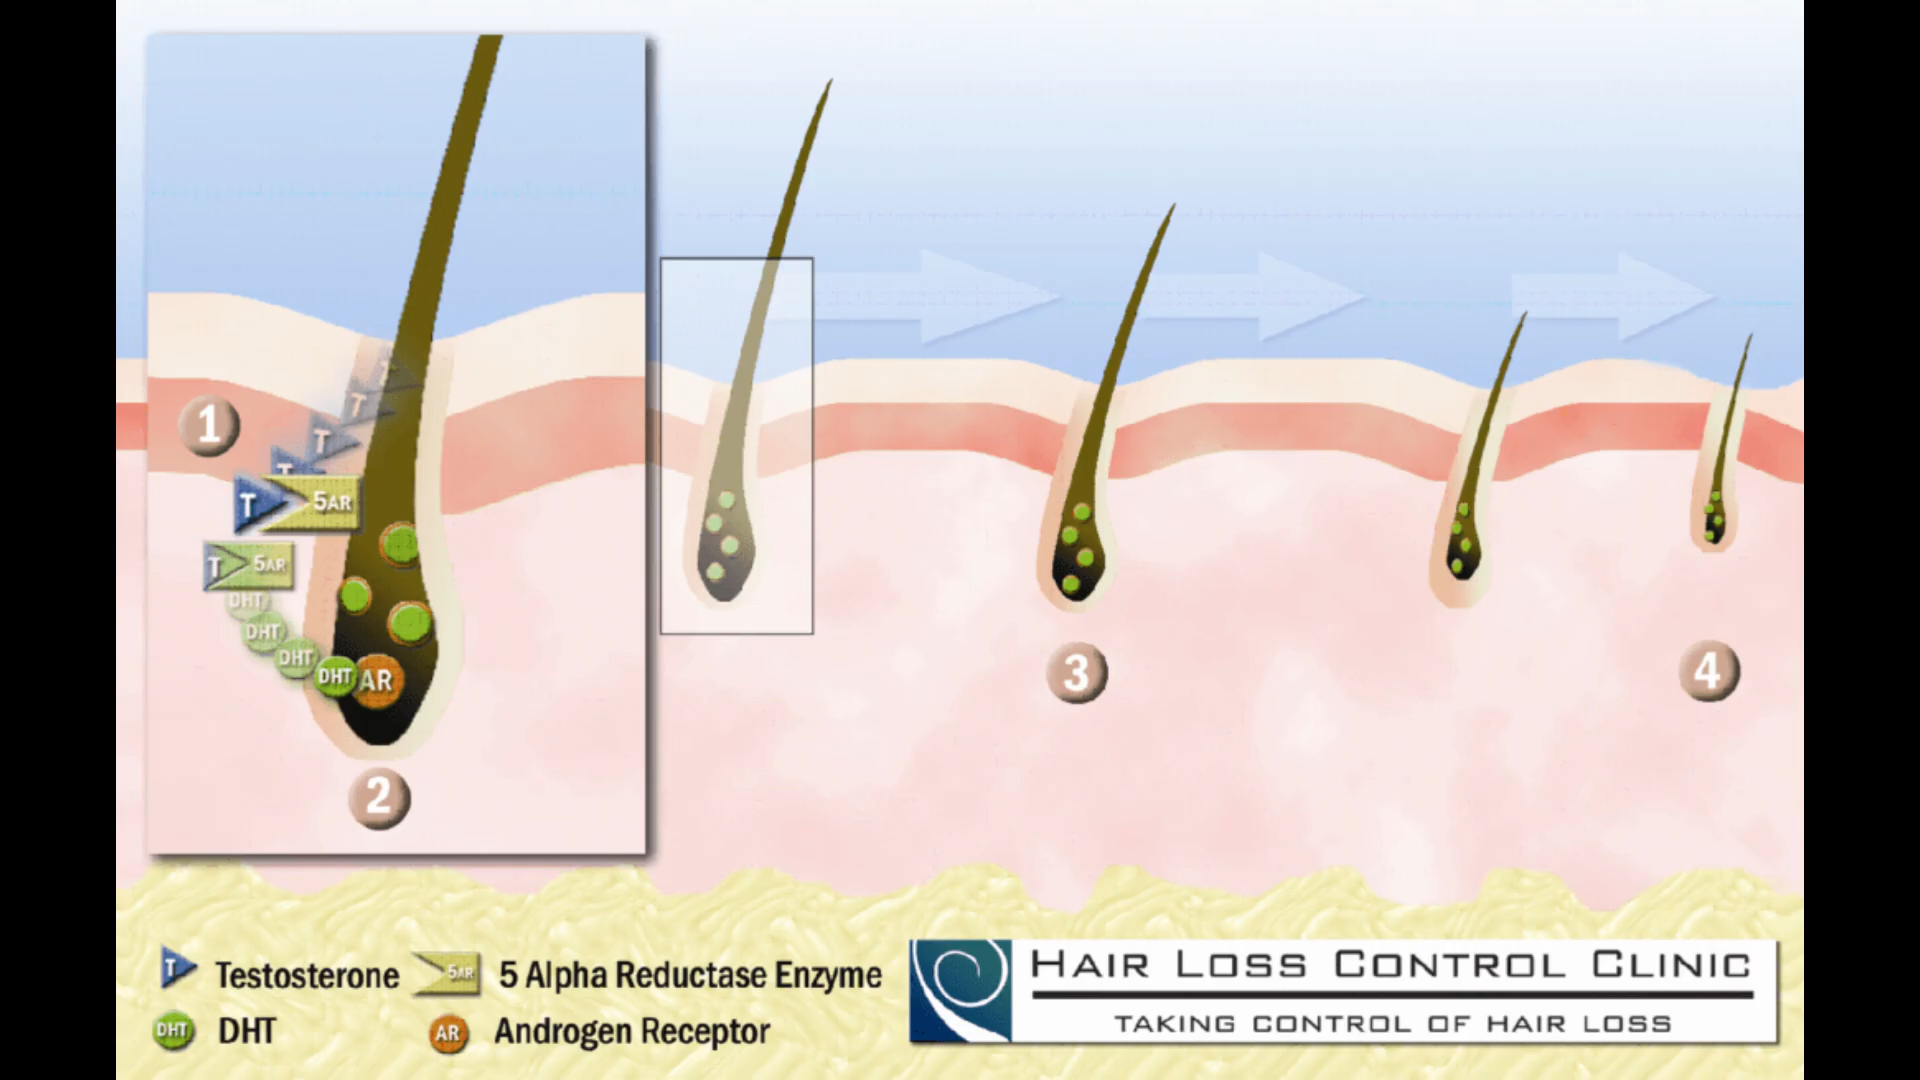 1
T
T
T
T
T 5AR
T 5AR
DHT
DHT
DHT
DHT AR
2
3
4
T Testosterone 5AR 5 Alpha Reductase Enzyme
DHT DHT AR Androgen Receptor
HAIR LOSS CONTROL CLINIC
TAKING CONTROL OF HAIR LOSS